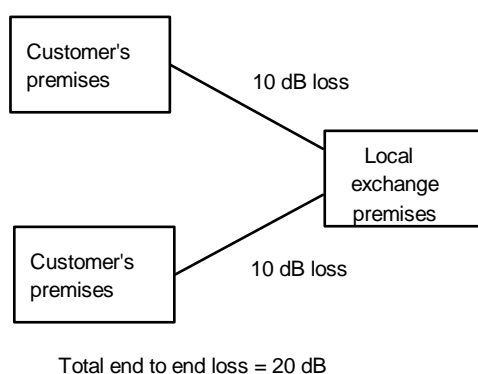 Customer's
premises
10 dB loss
Local
exchange
premises
Customer's
premises
10 dB loss
Total end to end loss = 20 dB